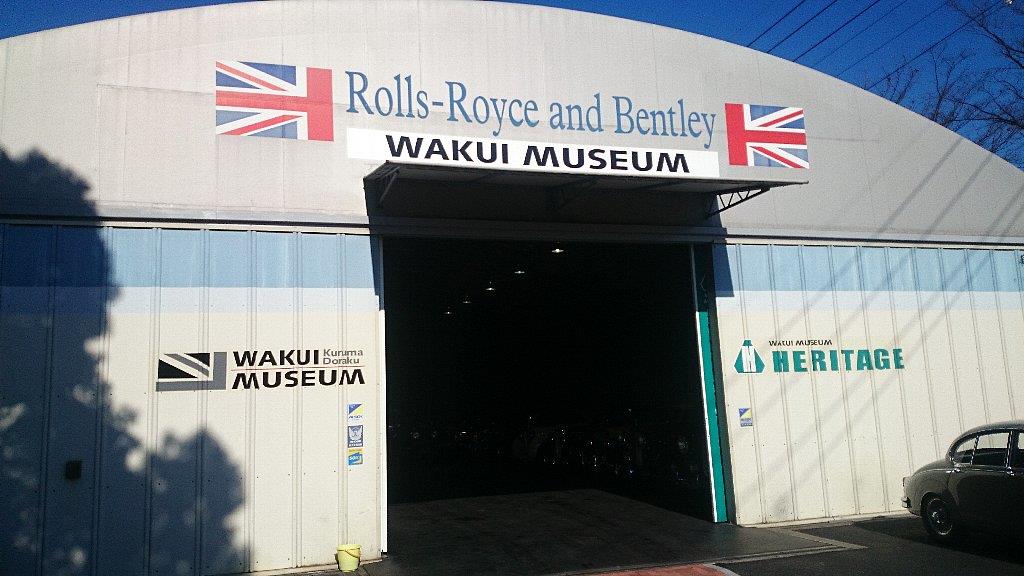 Rolls-Royce and Bentley
WAKUI MUSEUM
WAKUI Kuruma Doraku
MUSEUM
WAKUI MUSEUM
HERITAGE